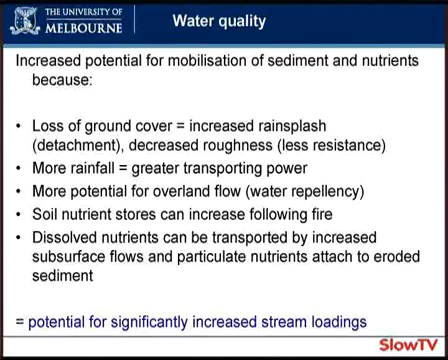 THE UNIVERSITY OF
MELBOURNE
Water quality
Increased potential for mobilisation of sediment and nutrients
because:
• Loss of ground cover = increased rainsplash
(detachment), decreased roughness (less resistance)
• More rainfall = greater transporting power
• More potential for overland flow (water repellency)
• Soil nutrient stores can increase following fire
• Dissolved nutrients can be transported by increased
subsurface flows and particulate nutrients attach to eroded
sediment
= potential for significantly increased stream loadings
SlowTV